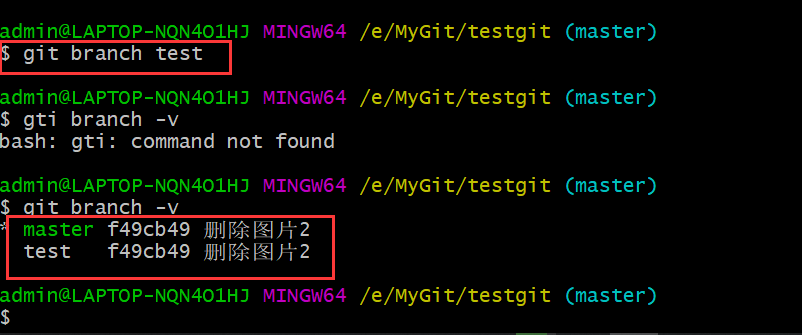 admin@LAPTOP-NQN4O1HJ MINGW64 /e/MyGit/testgit (master)
$ git branch test
admin@LAPTOP-NQN4O1HJ MINGW64 /e/MyGit/testgit (master)
$ gti branch -v
bash: gti: command not found
admin@LAPTOP-NQN4O1HJ MINGW64 /e/MyGit/testgit (master)
$ git branch -v
* master f49cb49 删除图片2
  test   f49cb49 删除图片2
admin@LAPTOP-NQN4O1HJ MINGW64 /e/MyGit/testgit (master)
$